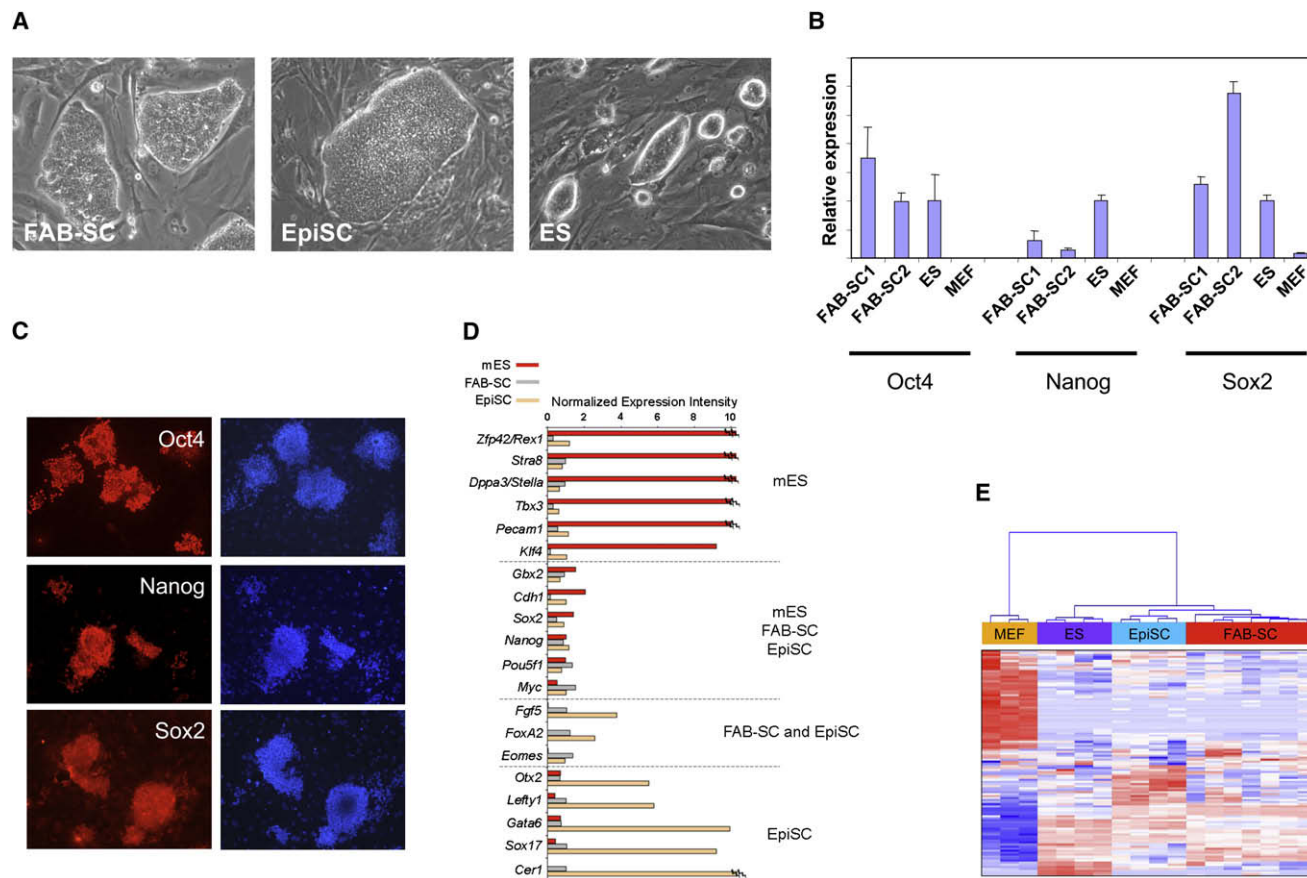 A
FAB-SC
EpiSC
ES
B
Relative expression
FAB-SC1
FAB-SC2
ES
MEF
FAB-SC1
FAB-SC2
ES
MEF
FAB-SC1
FAB-SC2
ES
MEF
Oct4
Nanog
Sox2
C
Oct4
Nanog
Sox2
D
mES
FAB-SC
EpiSC
Normalized Expression Intensity
0 2 4 6 8 10
Zfp42/Rex1
Stra8
Dppa3/Stella
Tbx3
Pecam1
Klf4
mES
Gbx2
Cdh1
Sox2
Nanog
Pou5f1
Myc
mES
FAB-SC
EpiSC
Fgf5
FoxA2
Eomes
FAB-SC and EpiSC
Otx2
Lefty1
Gata6
Sox17
Cer1
EpiSC
E
MEF ES EpiSC FAB-SC